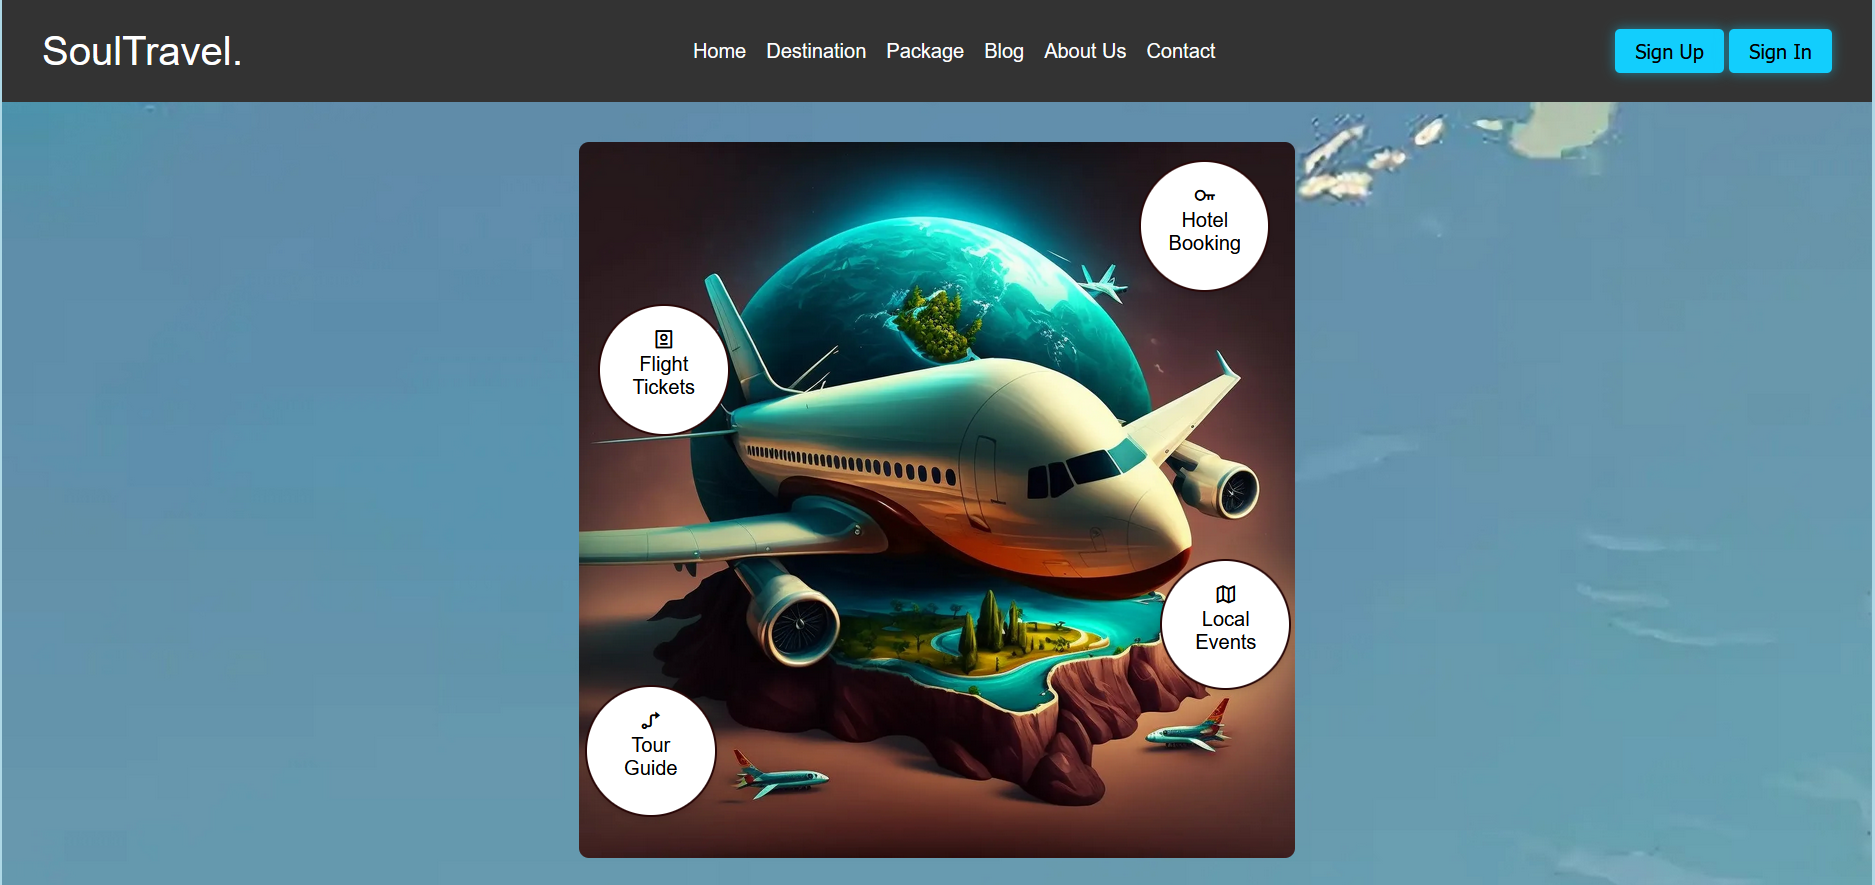 SoulTravel.
Home Destination Package Blog About Us Contact
Sign Up Sign In
Hotel
Booking
Flight
Tickets
Local
Events
Tour
Guide